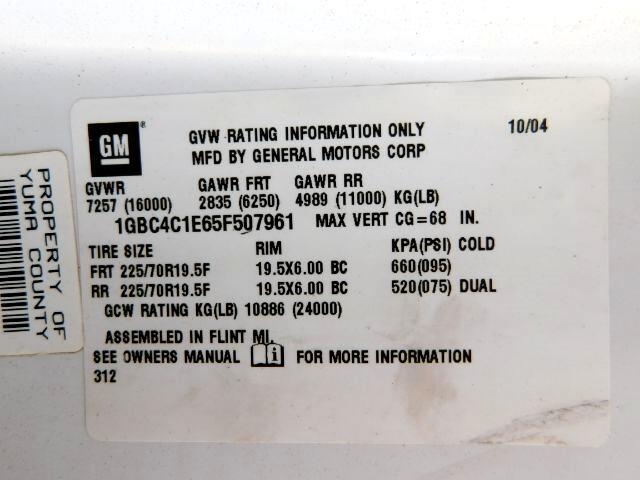 PROPERTY OF
YUMA COUNTY
GM®
GVW RATING INFORMATION ONLY
10/04
MFD BY GENERAL MOTORS CORP
GVWR GAWR FRT GAWR RR
7257 (16000) 2835 (6250) 4989 (11000) KG(LB)
1GBC4C1E65F507961 MAX VERT CG=68 IN.
TIRE SIZE RIM KPA(PSI) COLD
FRT 225/70R19.5F 19.5X6.00 BC 660(095)
RR 225/70R19.5F 19.5X6.00 BC 520(075) DUAL
GCW RATING KG(LB) 10886 (24000)
ASSEMBLED IN FLINT MI.
SEE OWNERS MANUAL i FOR MORE INFORMATION
312